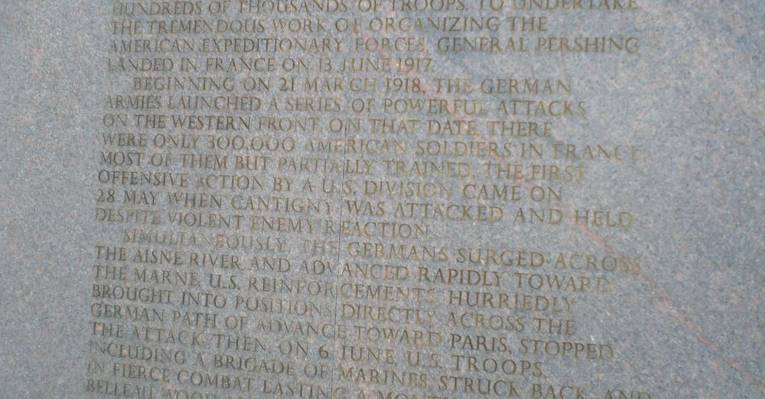 HUNDREDS OF THOUSANDS OF TROOPS. TO UNDERTAKE
THE TREMENDOUS WORK OF ORGANIZING THE
AMERICAN EXPEDITIONARY FORCES, GENERAL PERSHING
LANDED IN FRANCE ON 13 JUNE 1917.
BEGINNING ON 21 MARCH 1918, THE GERMAN
ARMIES LAUNCHED A SERIES OF POWERFUL ATTACKS
ON THE WESTERN FRONT. ON THAT DATE, THERE
WERE ONLY 300,000 AMERICAN SOLDIERS IN FRANCE,
MOST OF THEM BUT PARTIALLY TRAINED. THE FIRST
OFFENSIVE ACTION BY A U.S. DIVISION CAME ON
28 MAY WHEN CANTIGNY WAS ATTACKED AND HELD
DESPITE VIOLENT ENEMY REACTION.
SIMULTANEOUSLY, THE GERMANS SURGED ACROSS
THE AISNE RIVER AND ADVANCED RAPIDLY TOWARD
THE MARNE. U.S. REINFORCEMENTS HURRIEDLY
BROUGHT INTO POSITION DIRECTLY ACROSS THE
GERMAN PATH OF ADVANCE TOWARD PARIS, STOPPED
THE ATTACK. THEN, ON 6 JUNE U.S. TROOPS,
INCLUDING A BRIGADE OF MARINES, STRUCK BACK, AND
IN FIERCE COMBAT LASTING A MONTH
BELLEAU WOOD